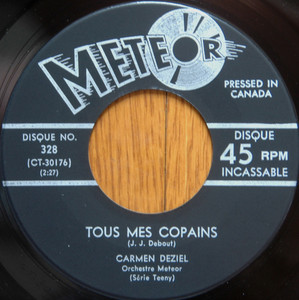 METEOR
PRESSED IN
CANADA
DISQUE NO.
328
(CT-30176)
(2:27)
DISQUE
45 RPM
INCASSABLE
TOUS MES COPAINS
(J. J. Debout)
CARMEN DEZIEL
Orchestre Meteor
(Série Teeny)